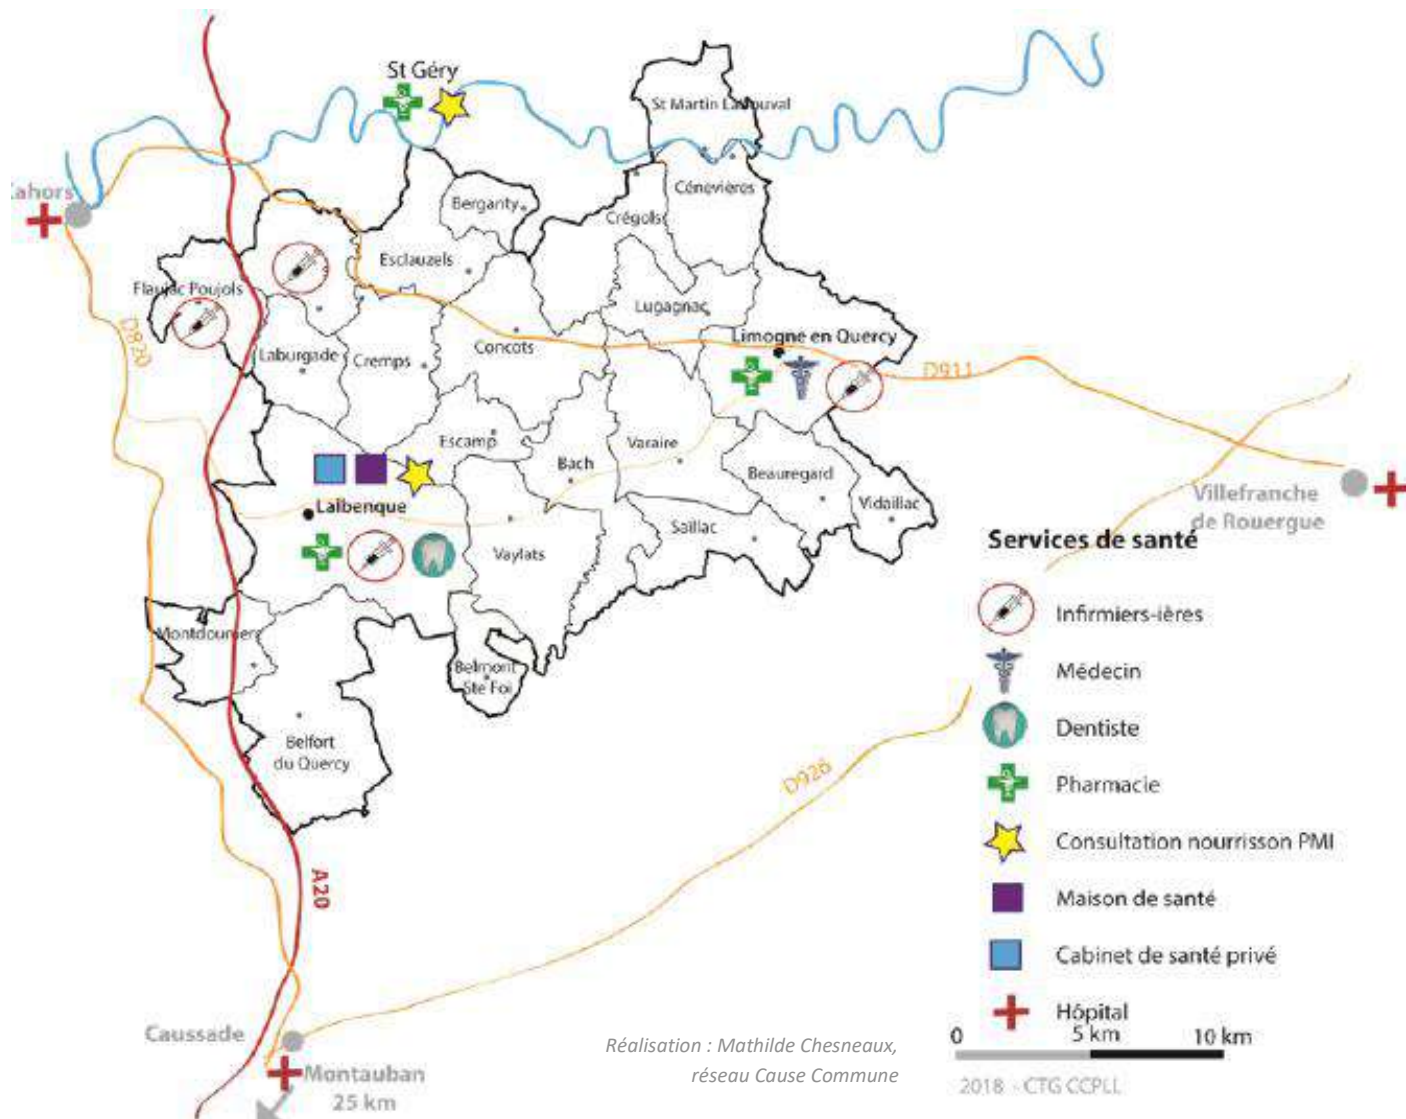 St Géry
St Martin Labouval
Cahors
Cénevières
Berganty
Crégols
Esclauzels
Flaujac Poujols
Lugagnac
D820
Limogne en Quercy
Laburgade
Cremps
Concots
D911
Escamp
Varaire
Bach
Beauregard
Vidaillac
Villefranche
de Rouergue
Lalbenque
Saillac
Vaylats
Services de santé
Infirmiers-ières
Montdoumerc
Belmont
Ste Foi
Médecin
Belfort
du Quercy
Dentiste
D926
Pharmacie
Consultation nourrisson PMI
A20
Maison de santé
Cabinet de santé privé
Hôpital
Caussade
0
5 km
10 km
Réalisation : Mathilde Chesneaux,
réseau Cause Commune
Montauban
25 km
2018 - CTG CCPLL